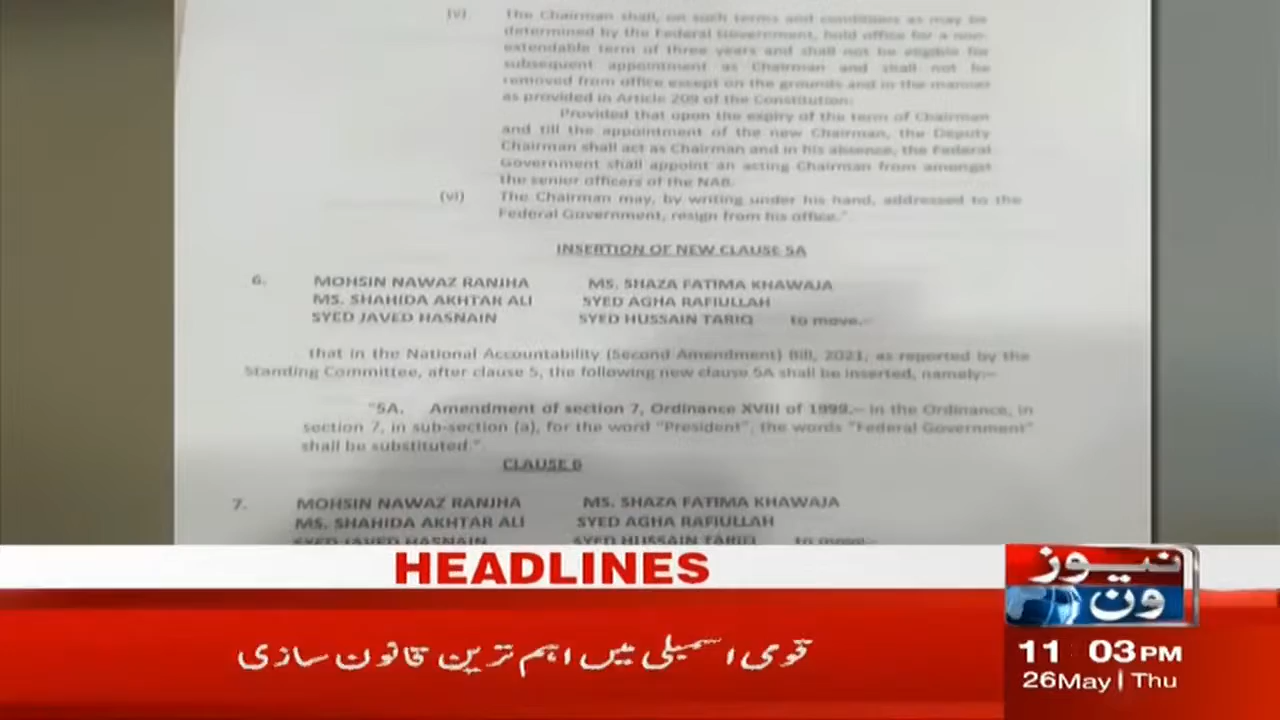 (v) The Chairman shall, on such terms and conditions as may be
determined by the Federal Government, hold office for a non-
extendable term of three years and shall not be eligible for
subsequent appointment as Chairman and shall not be
removed from office except on the grounds and in the manner
as provided in Article 209 of the Constitution:
Provided that upon the expiry of the term of Chairman
and till the appointment of the new Chairman, the Deputy
Chairman shall act as Chairman and in his absence, the Federal
Government shall appoint an acting Chairman from amongst
the senior officers of the NAB.
(vi) The Chairman may, by writing under his hand, addressed to the
Federal Government, resign from his office."
INSERTION OF NEW CLAUSE 5A
6. MOHSIN NAWAZ RANJHA MS. SHAZA FATIMA KHAWAJA
MS. SHAHIDA AKHTAR ALI SYED AGHA RAFIULLAH
SYED JAVED HASNAIN SYED HUSSAIN TARIQ to move.-
that in the National Accountability (Second Amendment) Bill, 2021, as reported by the
Standing Committee, after clause 5, the following new clause 5A shall be inserted, namely:-
"5A. Amendment of section 7, Ordinance XVIII of 1999.- In the Ordinance, in
section 7, in sub-section (a), for the word "President", the words "Federal Government"
shall be substituted.".
CLAUSE 6
7. MOHSIN NAWAZ RANJHA MS. SHAZA FATIMA KHAWAJA
MS. SHAHIDA AKHTAR ALI SYED AGHA RAFIULLAH
SYED JAVED HASNAIN SYED HUSSAIN TARIQ to move.-
HEADLINES
قومی اسمبلی میں اہم ترین قانون سازی
نیوز
ون
11 03 PM
26May | Thu